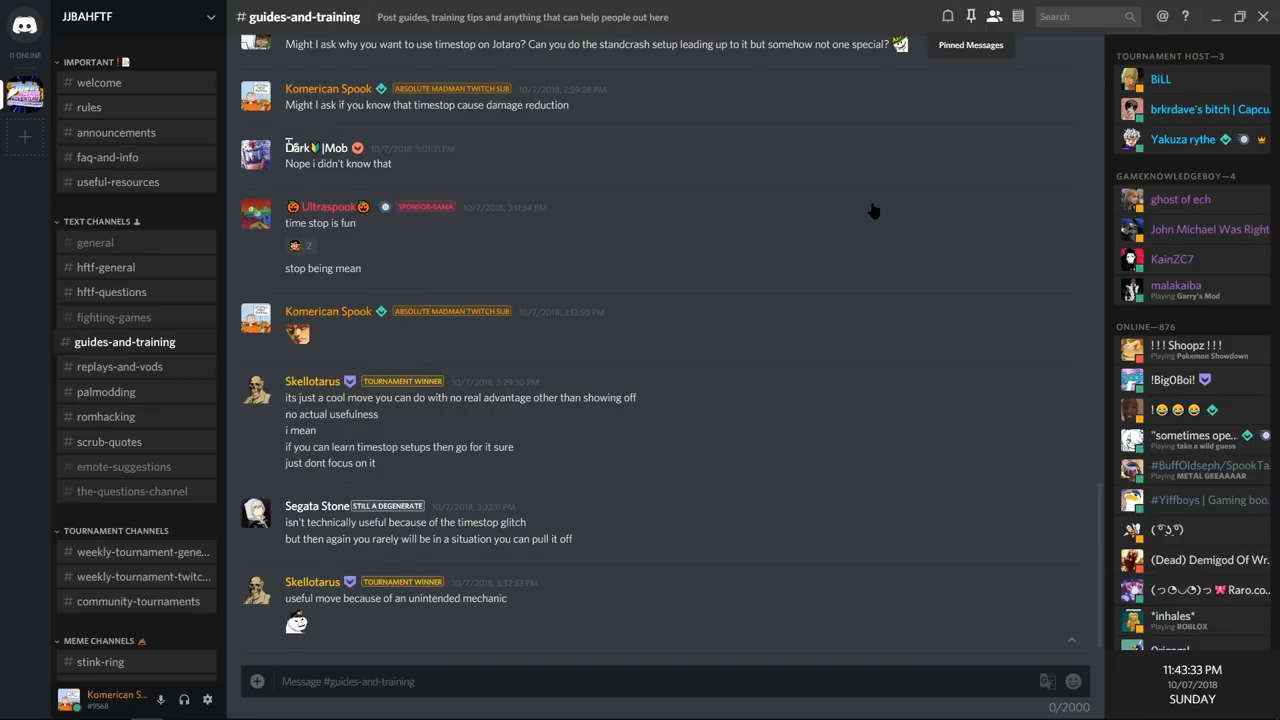 11 ONLINE
JJBAHFTF
IMPORTANT
# welcome
# rules
# announcements
# faq-and-info
# useful-resources
TEXT CHANNELS
# general
# hftf-general
# hftf-questions
# fighting-games
# guides-and-training
# replays-and-vods
# palmodding
# romhacking
# scrub-quotes
# emote-suggestions
# the-questions-channel
TOURNAMENT CHANNELS
# weekly-tournament-gene...
# weekly-tournament-twitc...
# community-tournaments
MEME CHANNELS
# stink-ring
Komerican S...
#9568
# guides-and-training Post guides, training tips and anything that can help people out here
Search
Pinned Messages
Might I ask why you want to use timestop on Jotaro? Can you do the standcrash setup leading up to it but somehow not one special?
Komerican Spook ABSOLUTE MADMAN TWITCH SUB 10/7/2018, 2:59:28 PM
Might I ask if you know that timestop cause damage reduction
Dark🔰|Mob 10/7/2018, 3:01:31 PM
Nope i didn't know that
🎃Ultraspook🎃 SPONSOR-SAMA 10/7/2018, 3:11:34 PM
time stop is fun
2
stop being mean
Komerican Spook ABSOLUTE MADMAN TWITCH SUB 10/7/2018, 3:13:50 PM
Skellotarus TOURNAMENT WINNER 10/7/2018, 3:29:30 PM
its just a cool move you can do with no real advantage other than showing off
no actual usefulness
i mean
if you can learn timestop setups then go for it sure
just dont focus on it
Segata Stone STILL A DEGENERATE 10/7/2018, 3:32:11 PM
isn't technically useful because of the timestop glitch
but then again you rarely will be in a situation you can pull it off
Skellotarus TOURNAMENT WINNER 10/7/2018, 3:32:33 PM
useful move because of an unintended mechanic
Message #guides-and-training
0/2000
TOURNAMENT HOST—3
BiLL
brkrdave's bitch | Capcu
Yakuza rythe
GAMEKNOWLEDGEBOY—4
ghost of ech
John Michael Was Right
KainZC7
malakaiba
Playing Garry's Mod
ONLINE—876
! ! ! Shoopz ! ! !
Playing Pokemon Showdown
!Big0Boi!
!😂 😂 😂
"sometimes ope...
Playing take a wild guess
#BuffOldseph/SpookTa
Playing METAL GEEAAAAR
#Yiffboys | Gaming boo...
( ͡° ͜ʖ ͡°)
(Dead) Demigod Of Wr...
(っ◔◡◔)っ 🎀 Raro.co...
*inhales*
Playing ROBLOX
11:43:33 PM
10/07/2018
SUNDAY